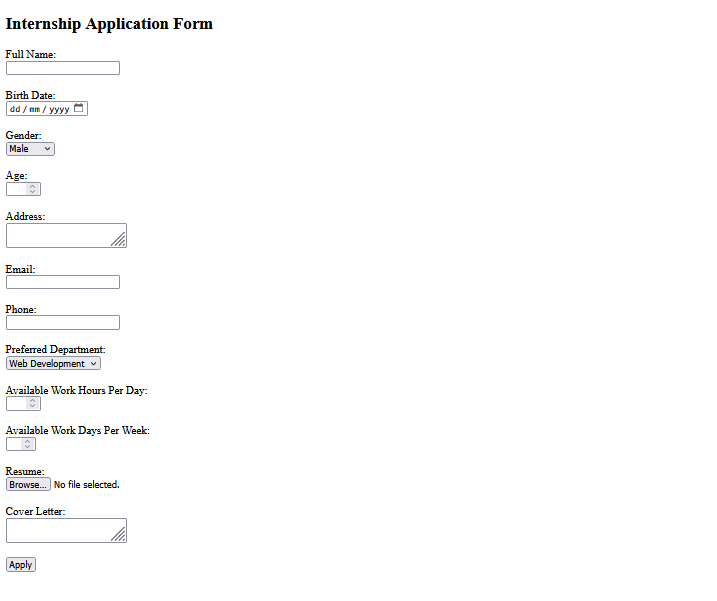 Internship Application Form
Full Name:
Birth Date:
dd / mm / yyyy
Gender:
Male
Age:
Address:
Email:
Phone:
Preferred Department:
Web Development
Available Work Hours Per Day:
Available Work Days Per Week:
Resume:
Browse... No file selected.
Cover Letter:
Apply